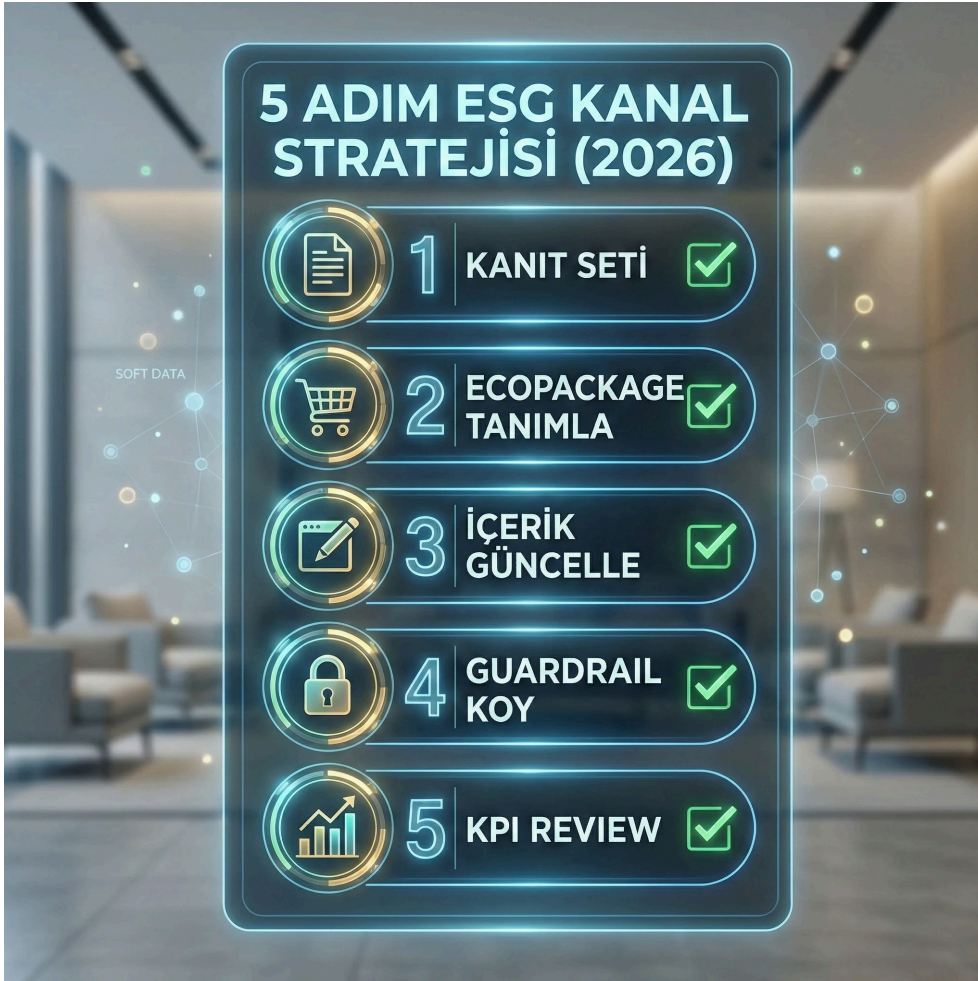 5 ADIM ESG KANAL
STRATEJİSİ (2026)
1 KANIT SETİ
2 ECOPACKAGE
TANIMLA
3 İÇERİK
GÜNCELLE
4 GUARDRAIL
KOY
5 KPI REVIEW
SOFT DATA